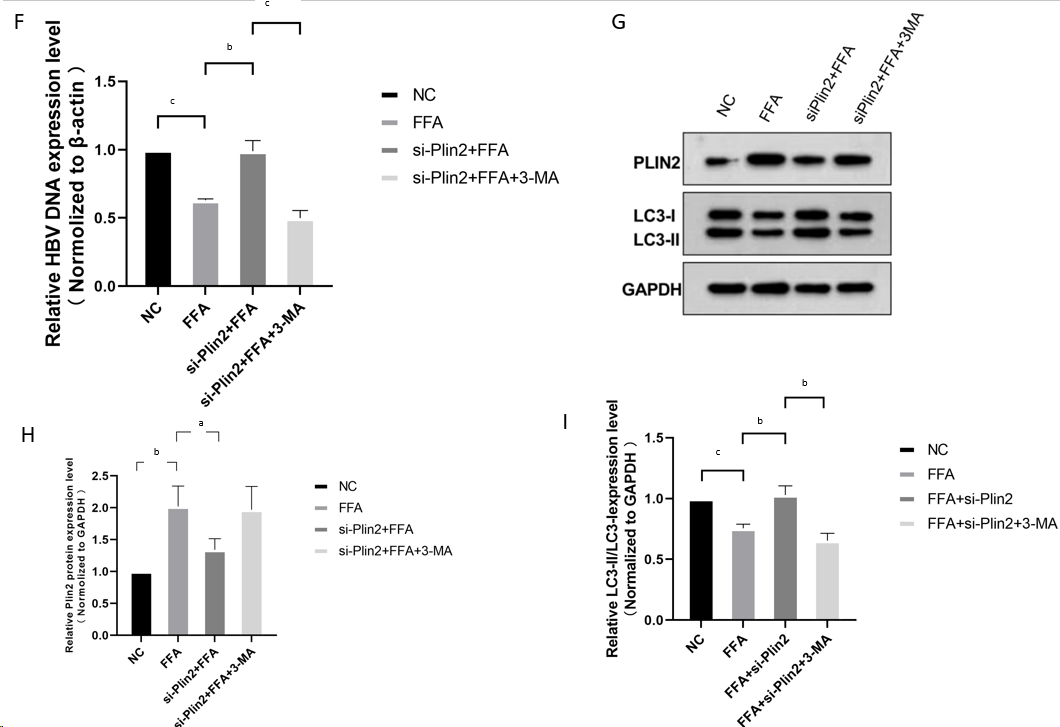 F
c
b
c
Relative HBV DNA expression level
( Normolized to β-actin )
1.5
1.0
0.5
0.0
NC
FFA
si-Plin2+FFA
si-Plin2+FFA+3-MA
NC
FFA
si-Plin2+FFA
si-Plin2+FFA+3-MA
G
NC
FFA
siPlin2+FFA
siPlin2+FFA+3MA
PLIN2
LC3-I
LC3-II
GAPDH
H
a
b
Relative Plin2 protein expression level
( Normolized to GAPDH )
2.5
2.0
1.5
1.0
0.5
0.0
NC
FFA
si-Plin2+FFA
si-Plin2+FFA+3-MA
NC
FFA
si-Plin2+FFA
si-Plin2+FFA+3-MA
I
b
b
c
Relative LC3-II/LC3-Iexpression level
(Normalized to GAPDH )
1.5
1.0
0.5
0.0
NC
FFA
FFA+si-Plin2
FFA+si-Plin2+3-MA
NC
FFA
FFA+si-Plin2
FFA+si-Plin2+3-MA